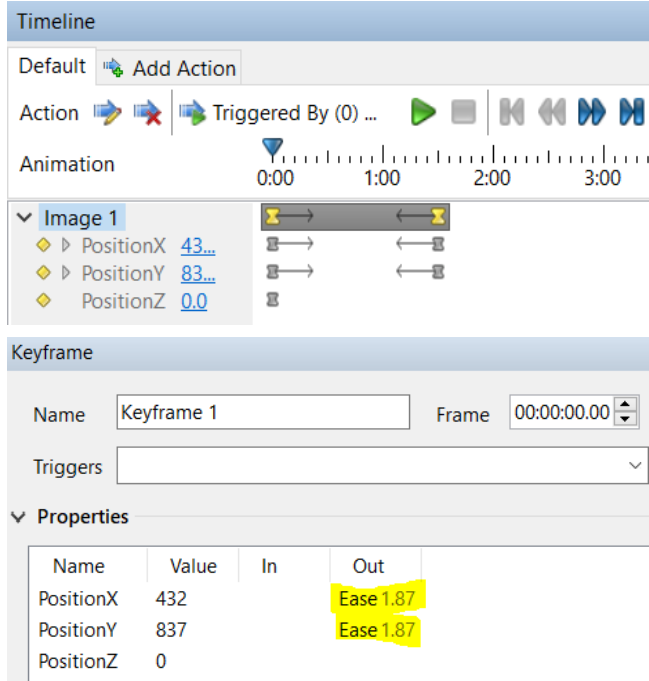 Timeline
Default Add Action
Action Triggered By (0) ...
Animation 0:00 1:00 2:00 3:00
Image 1
PositionX 43...
PositionY 83...
PositionZ 0.0
Keyframe
Name Keyframe 1 Frame 00:00:00.00
Triggers
Properties
Name Value In Out
PositionX 432 Ease 1.87
PositionY 837 Ease 1.87
PositionZ 0